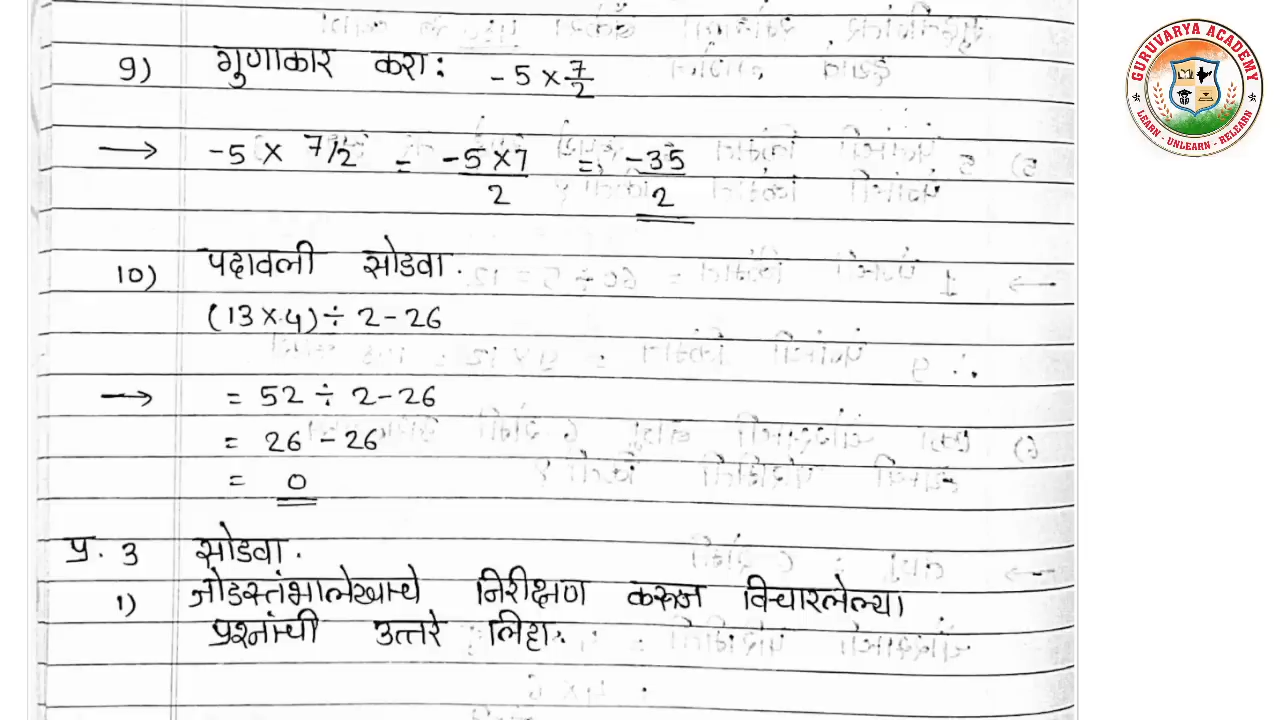 9) गुणाकार करा: -5 × 7/2
→ -5 × 7/2 = -5×7/2 = -35/2
10) पदावली सोडवा.
(13×4) ÷ 2-26
→ = 52 ÷ 2-26
= 26 - 26
= 0
प्र. 3 सोडवा.
1) जोडस्तंभालेखाचे निरीक्षण करून विचारलेल्या
प्रश्नांची उत्तरे लिहा.
GURUVARYA ACADEMY
LEARN - UNLEARN - RELEARN